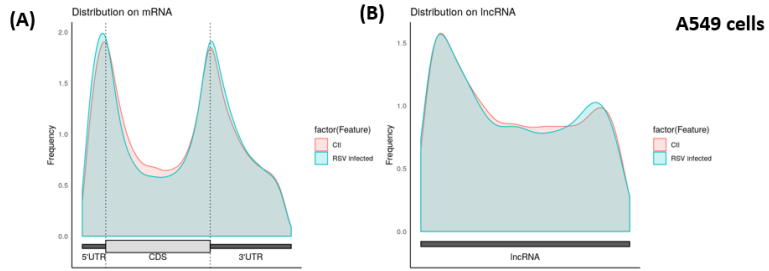 (A)
Distribution on mRNA
2.0
1.5
1.0
0.5
0.0
Frequency
5'UTR CDS 3'UTR
factor(Feature)
Ctl
RSV infected
(B)
Distribution on lncRNA
A549 cells
1.5
1.0
0.5
0.0
Frequency
lncRNA
factor(Feature)
Ctl
RSV infected